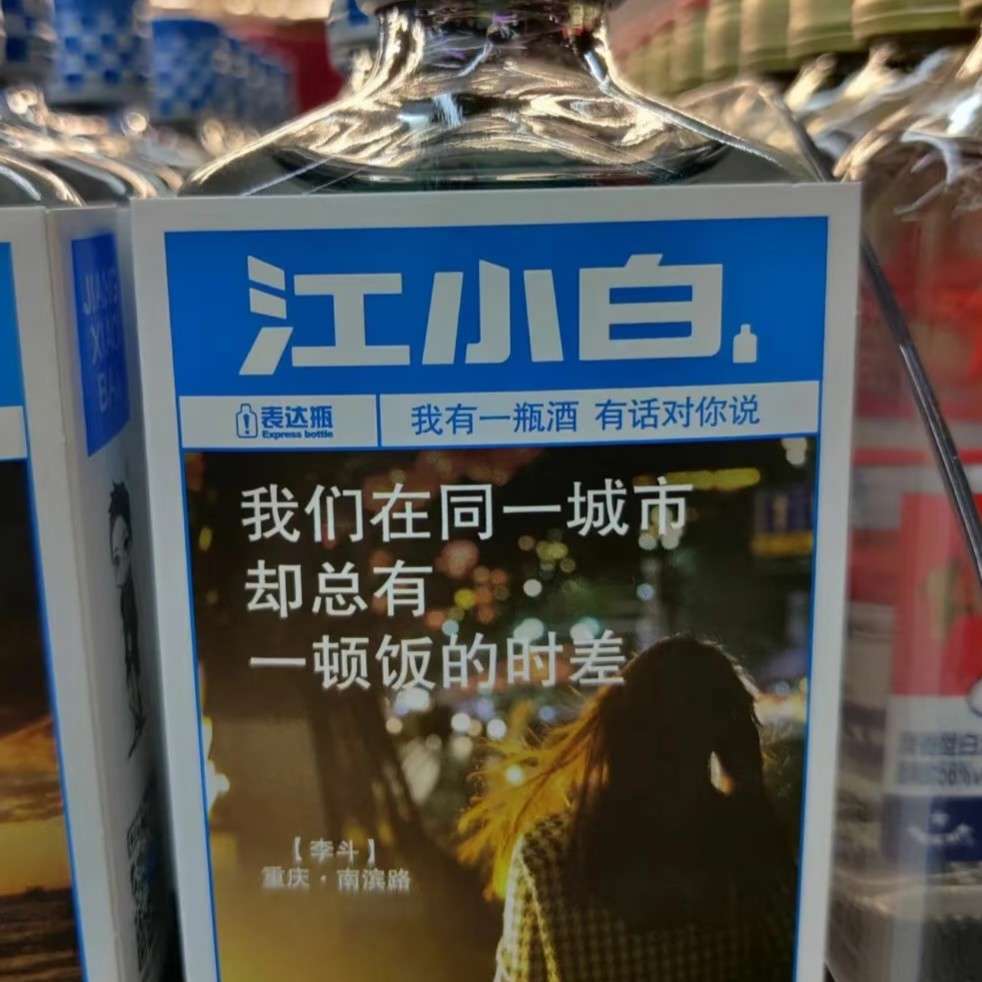 江小白
表达瓶
Express bottle
我有一瓶酒 有话对你说
我们在同一城市
却总有
一顿饭的时差
【李斗】
重庆·南滨路